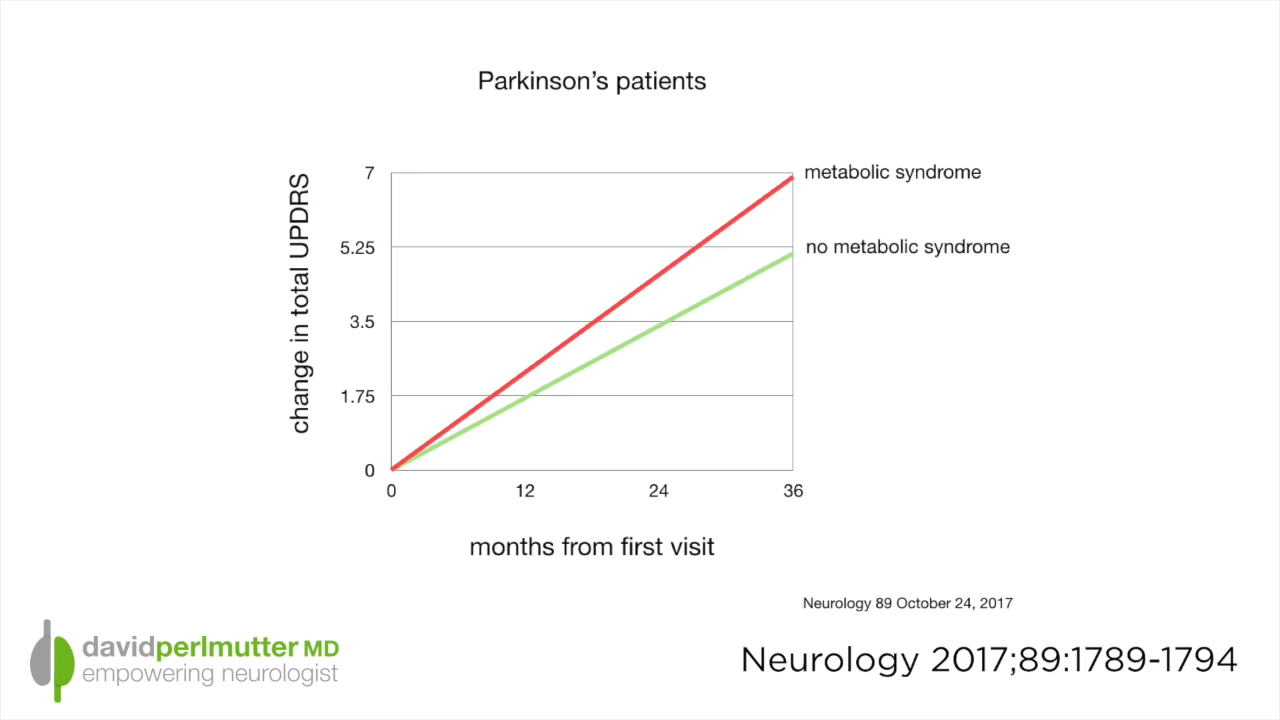 Parkinson's patients
change in total UPDRS
7
5.25
3.5
1.75
0
0
12
24
36
metabolic syndrome
no metabolic syndrome
months from first visit
Neurology 89 October 24, 2017
davidperlmutter MD
empowering neurologist
Neurology 2017;89:1789-1794